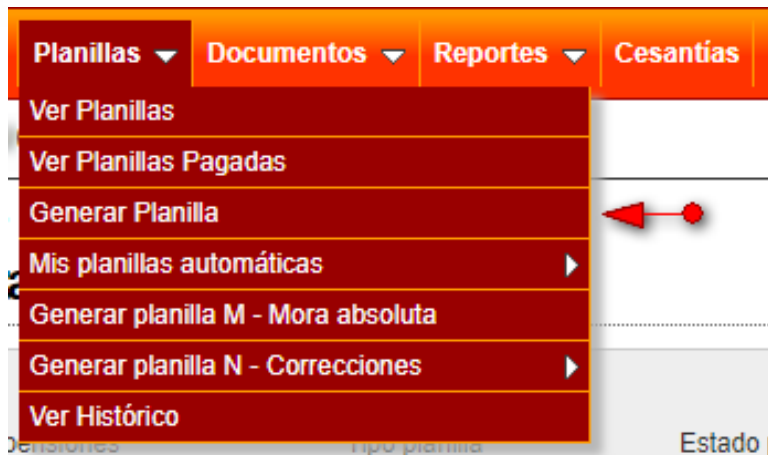 Planillas Documentos Reportes Cesantías
Ver Planillas
Ver Planillas Pagadas
Generar Planilla
Mis planillas automáticas
Generar planilla M - Mora absoluta
Generar planilla N - Correcciones
Ver Histórico
pensiones Tipo planilla Estado